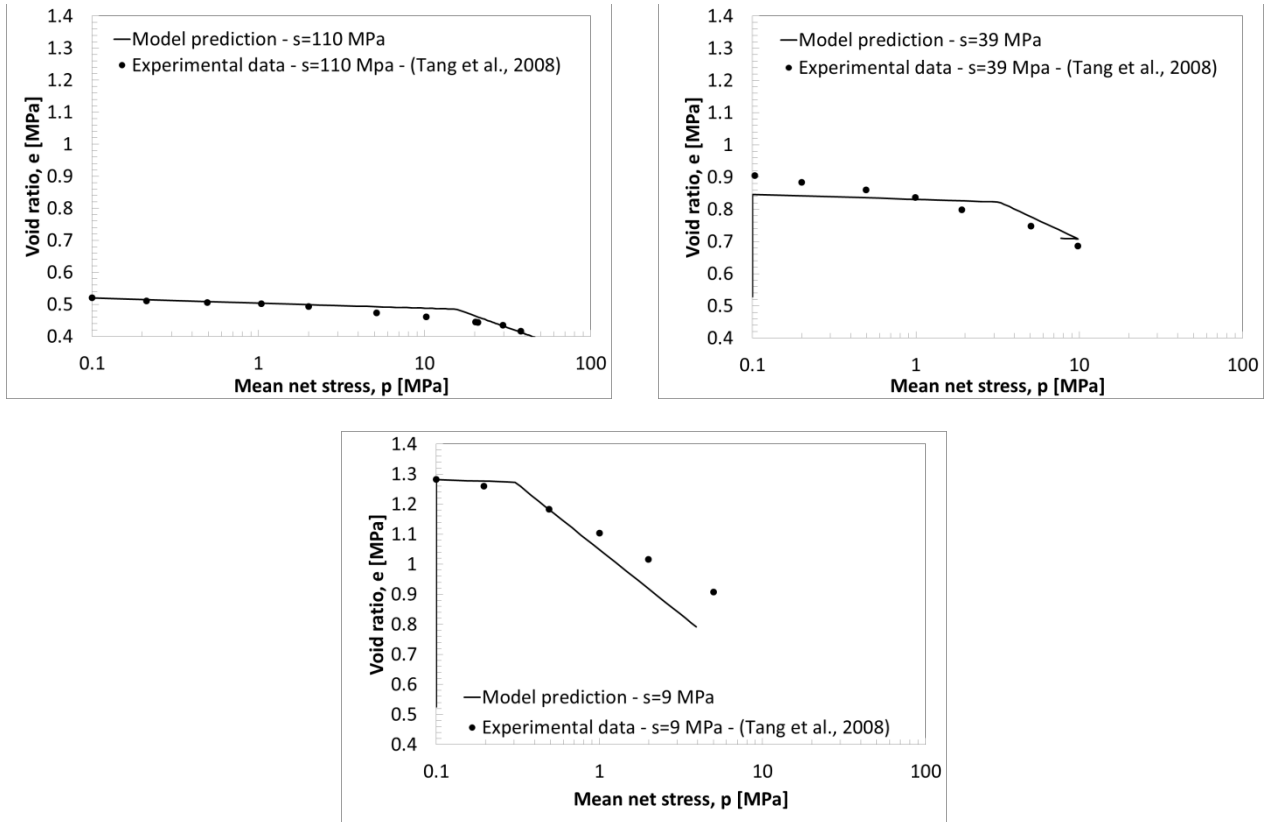 1.4
1.3
1.2
1.1
1
0.9
0.8
0.7
0.6
0.5
0.4
Void ratio, e [MPa]
Model prediction - s=110 MPa
Experimental data - s=110 Mpa - (Tang et al., 2008)
0.1 1 10 100
Mean net stress, p [MPa]
1.4
1.3
1.2
1.1
1
0.9
0.8
0.7
0.6
0.5
0.4
Void ratio, e [MPa]
Model prediction - s=39 MPa
Experimental data - s=39 Mpa - (Tang et al., 2008)
0.1 1 10 100
Mean net stress, p [MPa]
1.4
1.3
1.2
1.1
1
0.9
0.8
0.7
0.6
0.5
0.4
Void ratio, e [MPa]
Model prediction - s=9 MPa
Experimental data - s=9 MPa - (Tang et al., 2008)
0.1 1 10 100
Mean net stress, p [MPa]